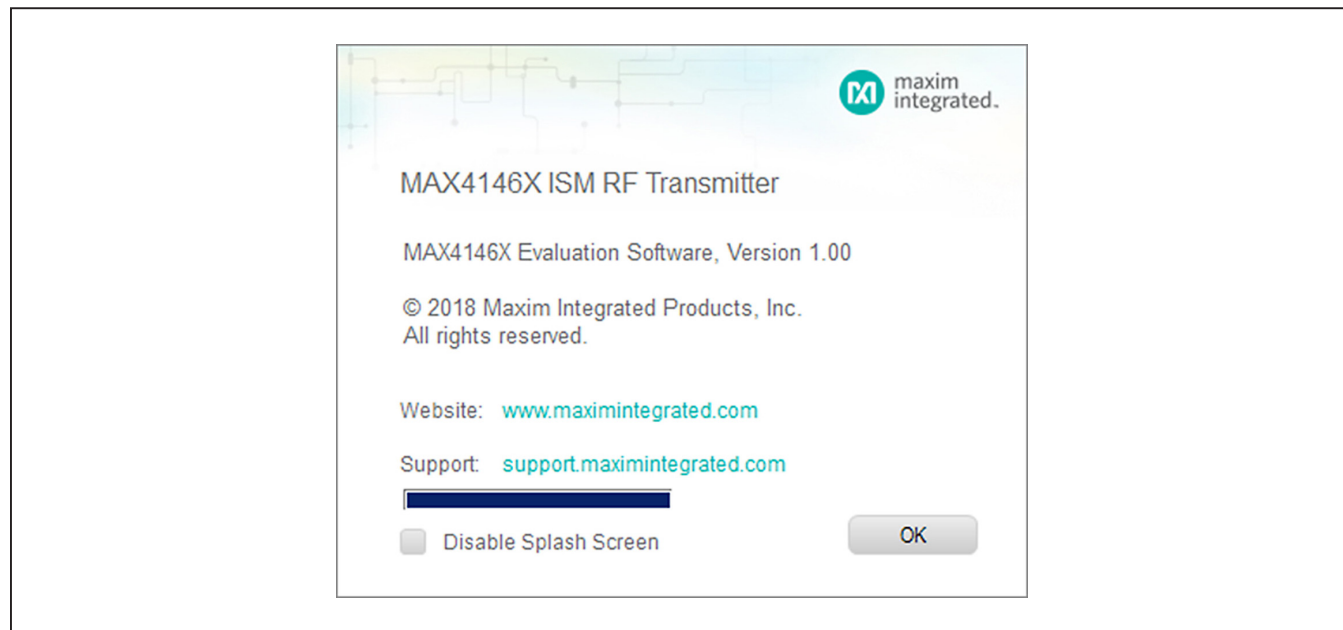 maxim
integrated™
MAX4146X ISM RF Transmitter
MAX4146X Evaluation Software, Version 1.00
© 2018 Maxim Integrated Products, Inc.
All rights reserved.
Website: www.maximintegrated.com
Support: support.maximintegrated.com
Disable Splash Screen
OK